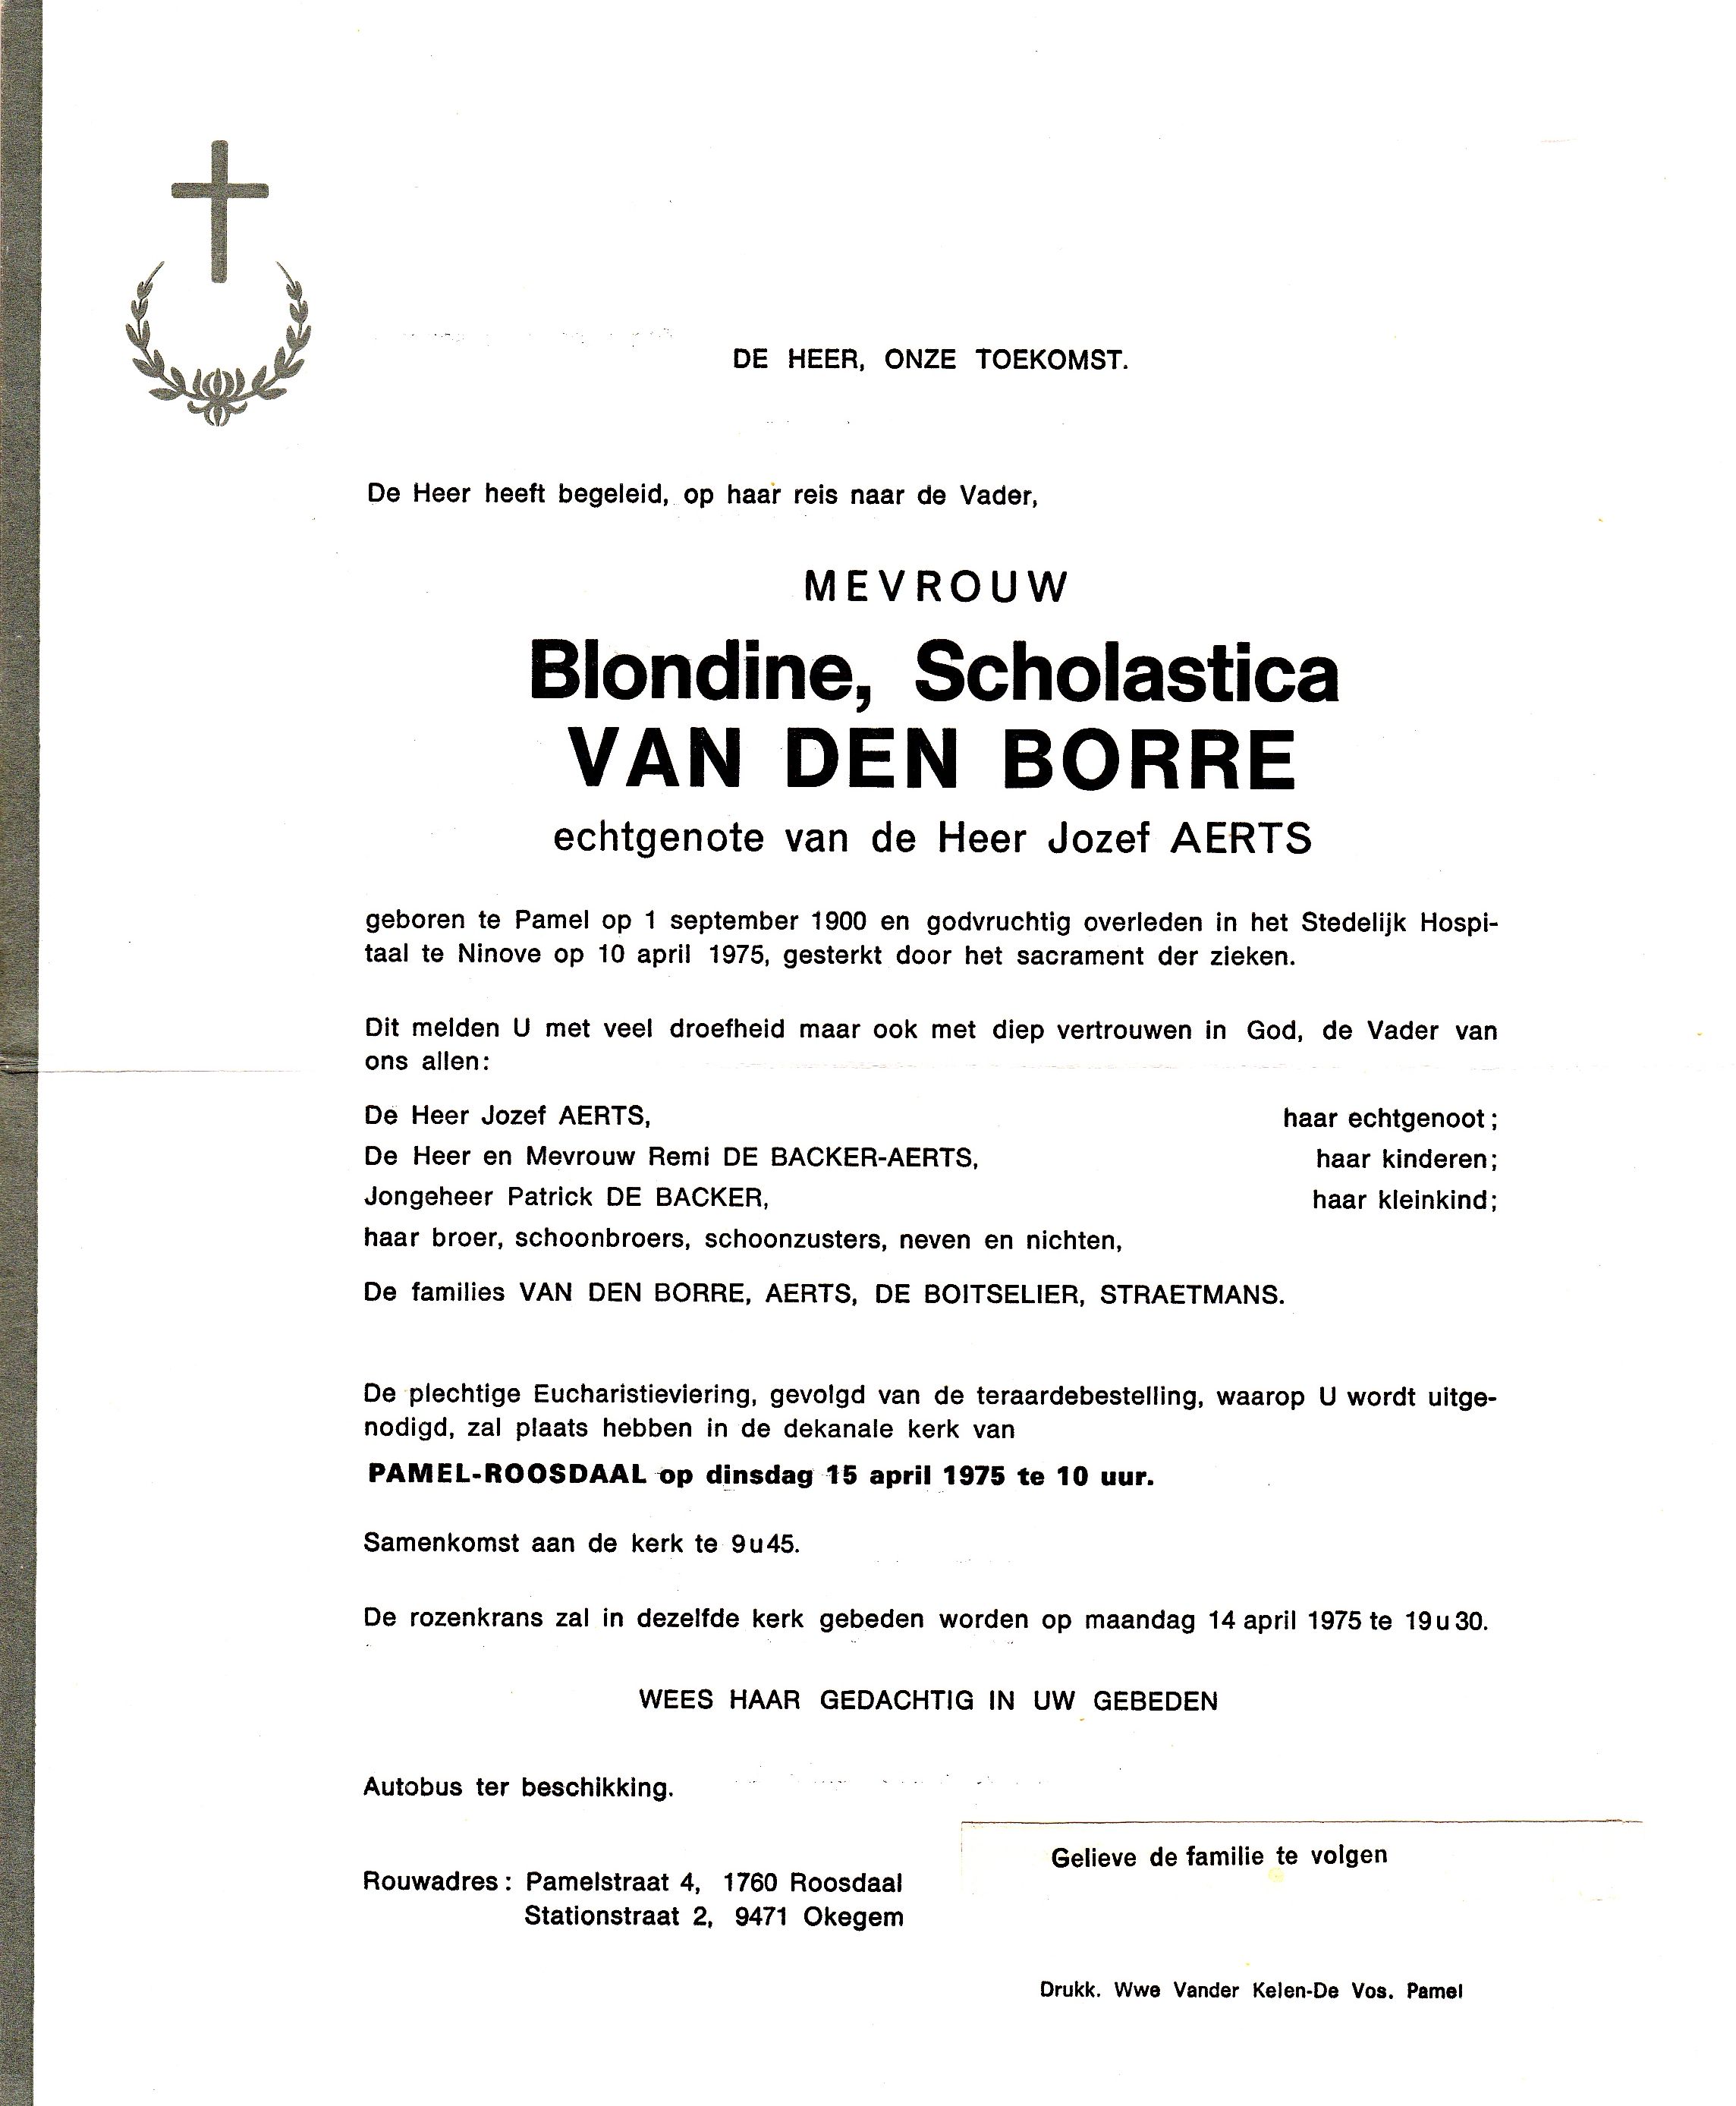 DE HEER, ONZE TOEKOMST.
De Heer heeft begeleid, op haar reis naar de Vader,
MEVROUW
Blondine, Scholastica
VAN DEN BORRE
echtgenote van de Heer Jozef AERTS
geboren te Pamel op 1 september 1900 en godvruchtig overleden in het Stedelijk Hospi-
taal te Ninove op 10 april 1975, gesterkt door het sacrament der zieken.
Dit melden U met veel droefheid maar ook met diep vertrouwen in God, de Vader van
ons allen:
De Heer Jozef AERTS, haar echtgenoot;
De Heer en Mevrouw Remi DE BACKER-AERTS, haar kinderen;
Jongeheer Patrick DE BACKER, haar kleinkind;
haar broer, schoonbroers, schoonzusters, neven en nichten,
De families VAN DEN BORRE, AERTS, DE BOITSELIER, STRAETMANS.
De plechtige Eucharistieviering, gevolgd van de teraardebestelling, waarop U wordt uitge-
nodigd, zal plaats hebben in de dekanale kerk van
PAMEL-ROOSDAAL op dinsdag 15 april 1975 te 10 uur.
Samenkomst aan de kerk te 9u45.
De rozenkrans zal in dezelfde kerk gebeden worden op maandag 14 april 1975 te 19u30.
WEES HAAR GEDACHTIG IN UW GEBEDEN
Autobus ter beschikking.
Gelieve de familie te volgen
Rouwadres: Pamelstraat 4, 1760 Roosdaal
Stationstraat 2, 9471 Okegem
Drukk. Wwe Vander Kelen-De Vos. Pamel